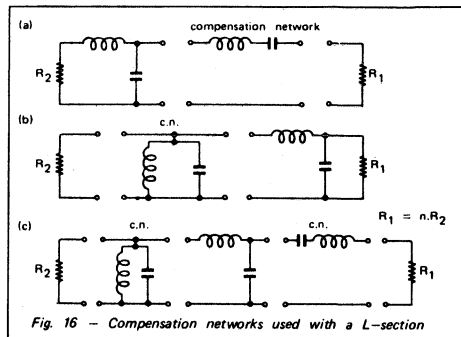 (a)
compensation network
R2
R1
(b)
c.n.
R2
R1
(c)
c.n.
c.n.
R1 = n.R2
R2
R1
Fig. 16 – Compensation networks used with a L-section